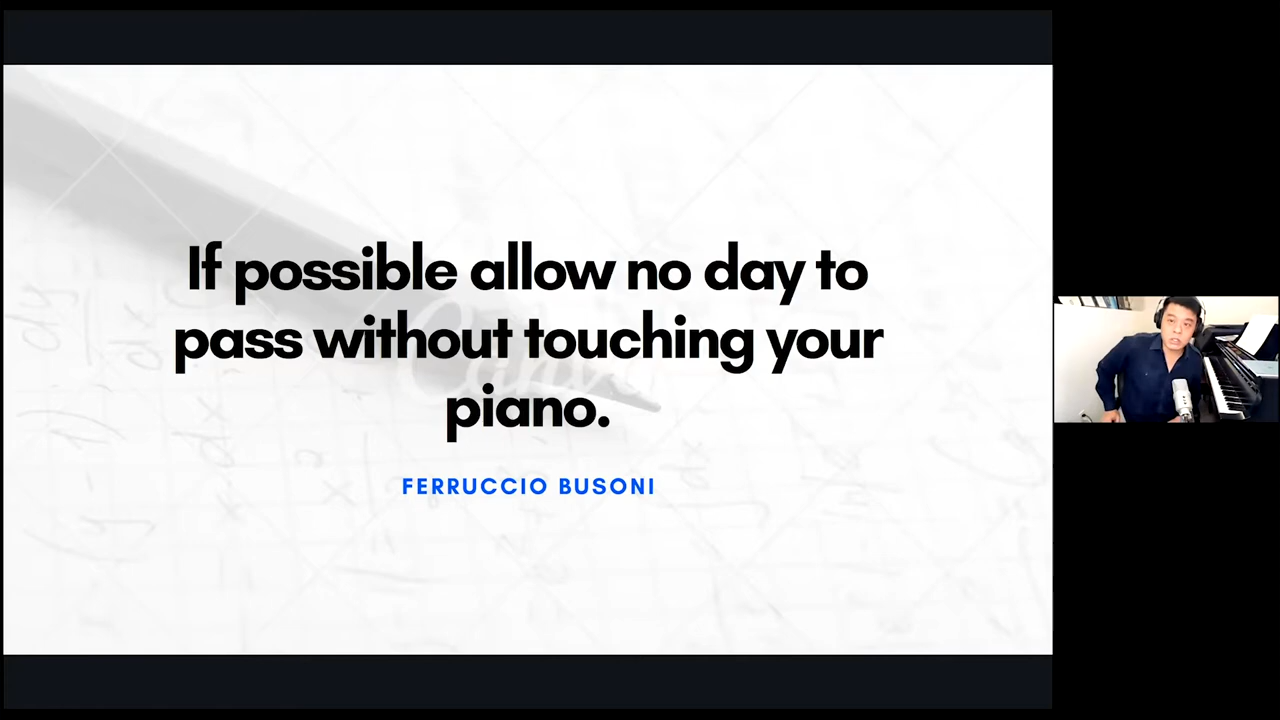 If possible allow no day to
pass without touching your
piano.
FERRUCCIO BUSONI